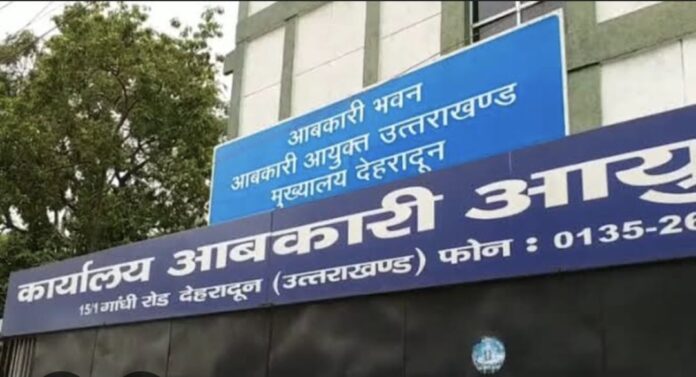 आबकारी भवन
आबकारी आयुक्त उत्तराखण्ड
मुख्यालय देहरादून
कार्यालय आबकारी आयु
15/1 गांधी रोड देहरादून (उत्तराखण्ड) फोन : 0135-26